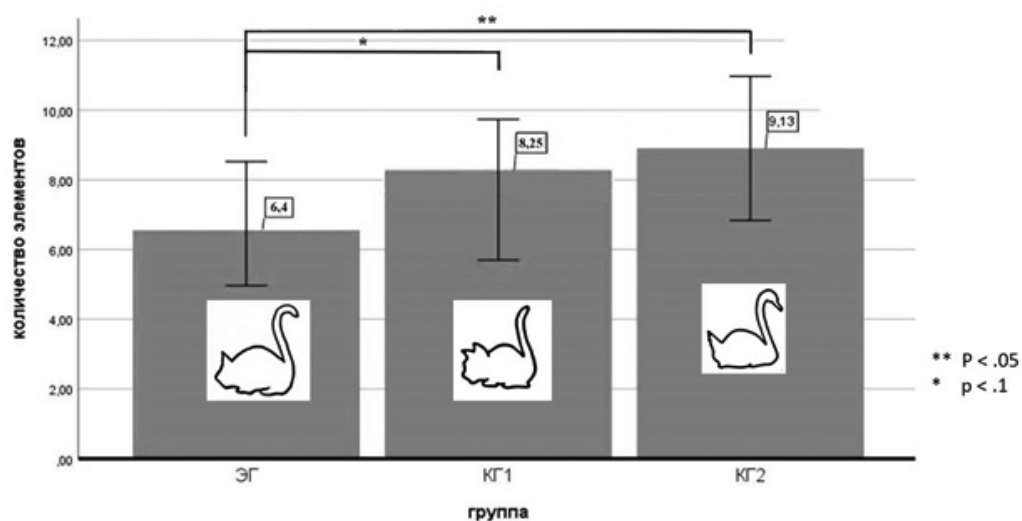 **
*
12,00
10,00
8,00
6,00
4,00
2,00
,00
количество элементов
6,4
8,25
9,13
ЭГ
КГ1
КГ2
группа
** P < .05
* p < .1